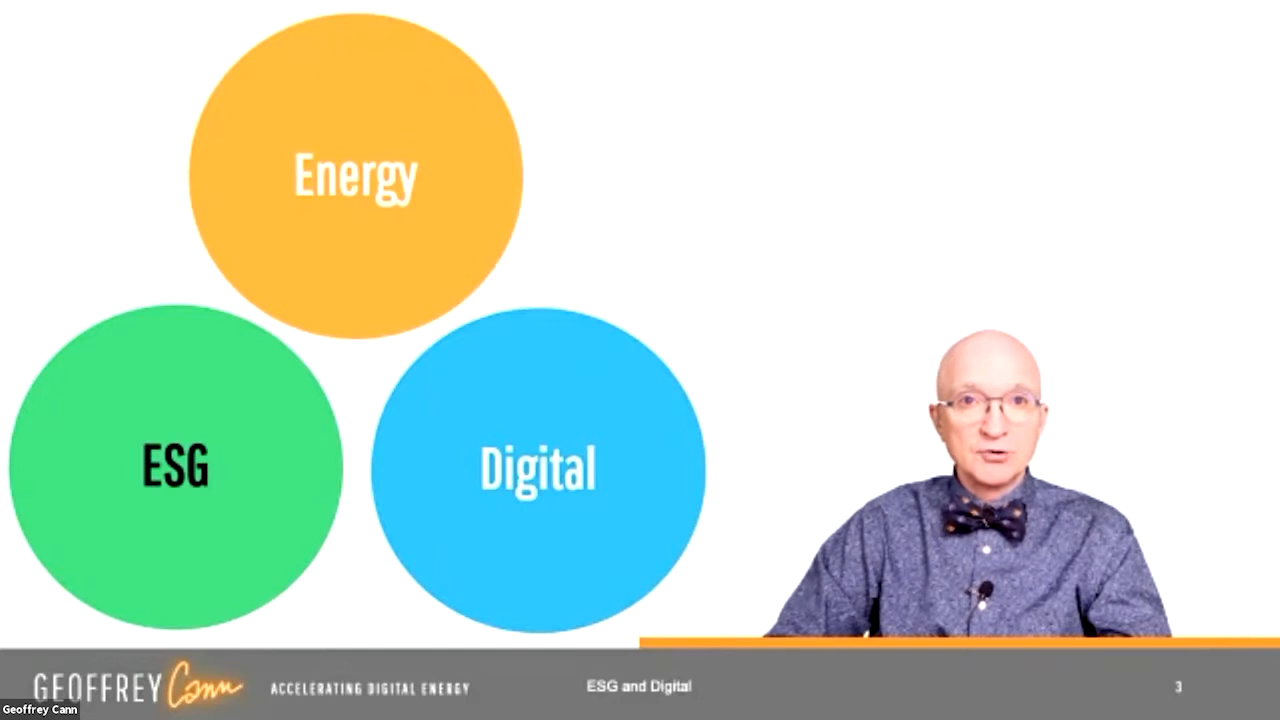 Energy
ESG
Digital
GEOFFREY Cann
ACCELERATING DIGITAL ENERGY
ESG and Digital
3
Geoffrey Cann